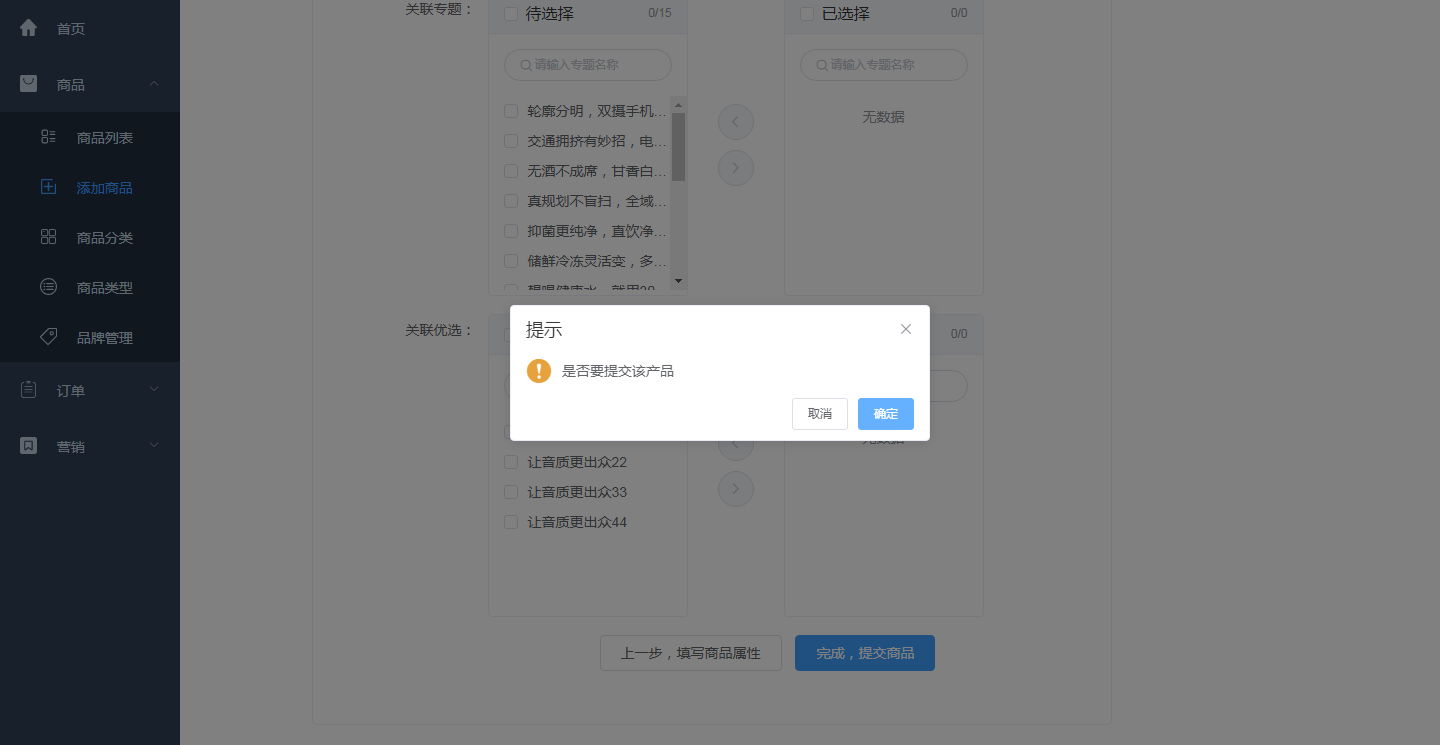 首页
商品
商品列表
添加商品
商品分类
商品类型
品牌管理
订单
营销
关联专题：
待选择 0/15
请输入专题名称
轮廓分明，双摄手机...
交通拥挤有妙招，电...
无酒不成席，甘香白...
真规划不盲扫，全域...
抑菌更纯净，直饮净...
储鲜冷冻灵活变，多...
已选择 0/0
请输入专题名称
无数据
关联优选：
0/0
提示
是否要提交该产品
取消 确定
让音质更出众22
让音质更出众33
让音质更出众44
上一步，填写商品属性
完成，提交商品